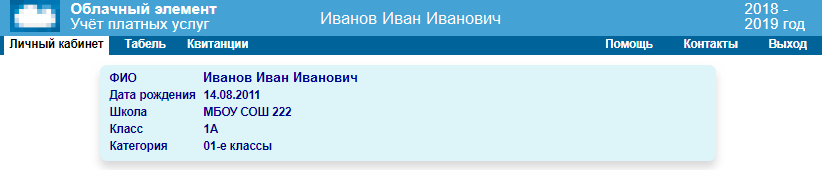 Облачный элемент
Учёт платных услуг
Иванов Иван Иванович
2018 -
2019 год
Личный кабинет Табель Квитанции Помощь Контакты Выход
ФИО Иванов Иван Иванович
Дата рождения 14.08.2011
Школа МБОУ СОШ 222
Класс 1А
Категория 01-е классы